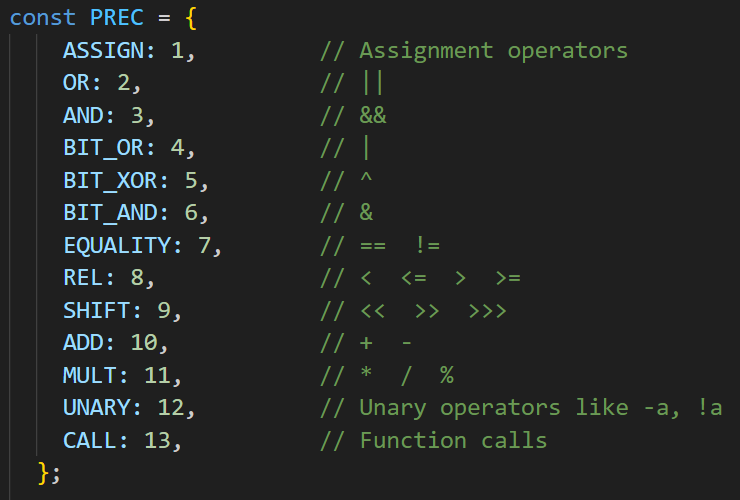 const PREC = {
ASSIGN: 1, // Assignment operators
OR: 2, // ||
AND: 3, // &&
BIT_OR: 4, // |
BIT_XOR: 5, // ^
BIT_AND: 6, // &
EQUALITY: 7, // == !=
REL: 8, // < <= > >=
SHIFT: 9, // << >> >>>
ADD: 10, // + -
MULT: 11, // * / %
UNARY: 12, // Unary operators like -a, !a
CALL: 13, // Function calls
};